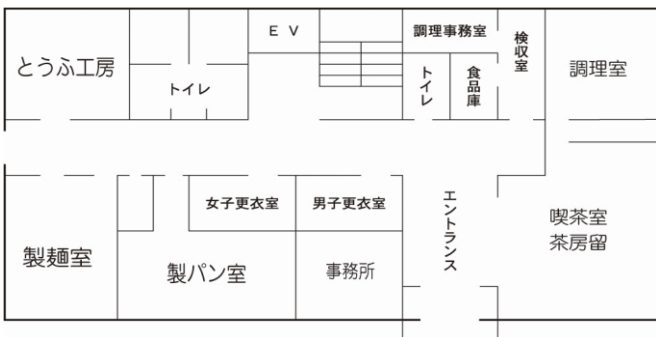 とうふ工房
トイレ
ＥＶ
調理事務室
トイレ
食品庫
検収室
調理室
製麺室
製パン室
女子更衣室
男子更衣室
事務所
エントランス
喫茶室
茶房留